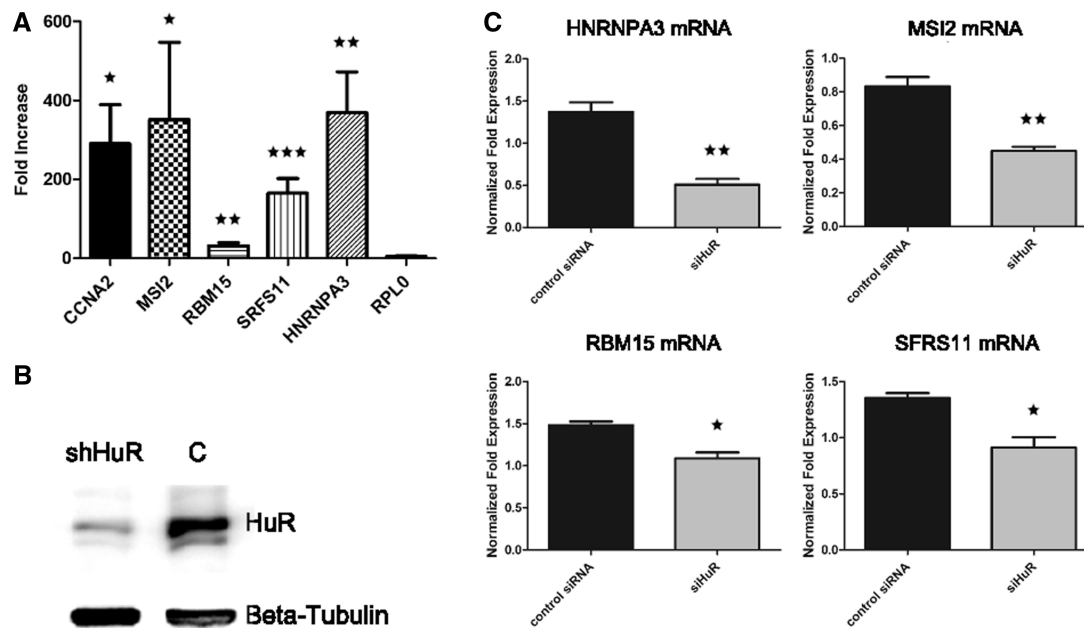 A
600
400
200
0
Fold Increase
★
★
★★
★★★
★★
CCNA2
MSI2
RBM15
SRFS11
HNRNPA3
RPL0
B
shHuR C
HuR
Beta-Tubulin
C
HNRNPA3 mRNA
Normalized Fold Expression
2.0
1.5
1.0
0.5
0.0
★★
control siRNA
siHuR
MSI2 mRNA
Normalized Fold Expression
1.0
0.8
0.6
0.4
0.2
0.0
★★
control siRNA
siHuR
RBM15 mRNA
Normalized Fold Expression
2.0
1.5
1.0
0.5
0.0
★
control siRNA
siHuR
SFRS11 mRNA
Normalized Fold Expression
1.5
1.0
0.5
0.0
★
control siRNA
siHuR